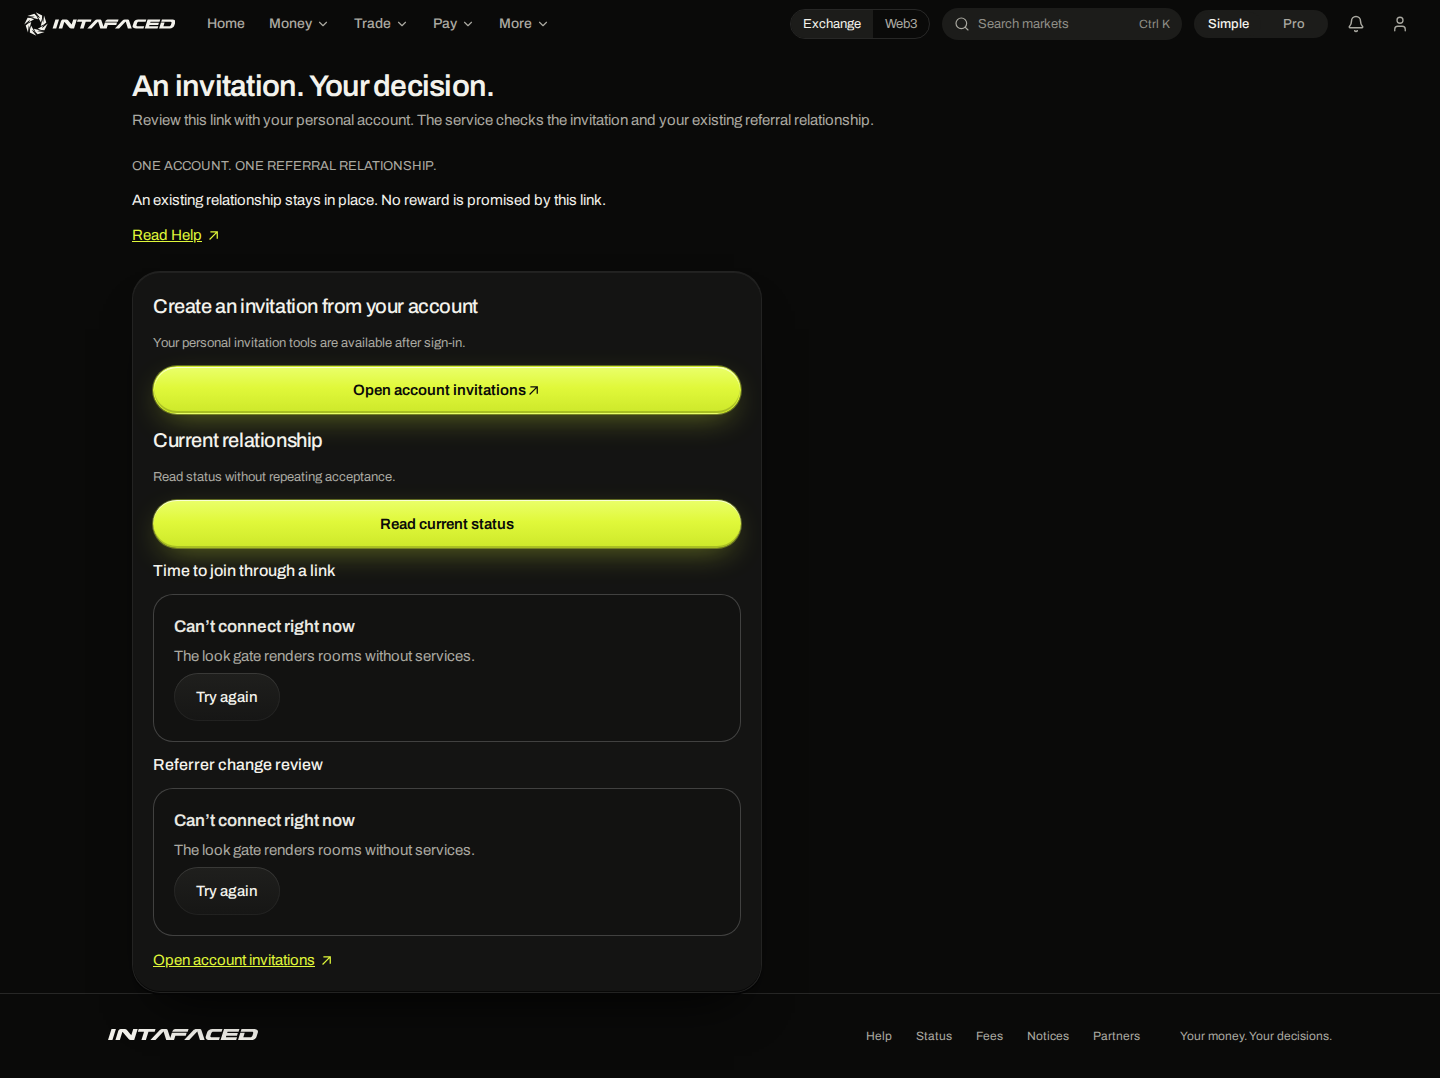 INTAFACED
Home
Money
Trade
Pay
More
Exchange
Web3
Search markets
Ctrl K
Simple
Pro
An invitation. Your decision.
Review this link with your personal account. The service checks the invitation and your existing referral relationship.
ONE ACCOUNT. ONE REFERRAL RELATIONSHIP.
An existing relationship stays in place. No reward is promised by this link.
Read Help
Create an invitation from your account
Your personal invitation tools are available after sign-in.
Open account invitations
Current relationship
Read status without repeating acceptance.
Read current status
Time to join through a link
Can’t connect right now
The look gate renders rooms without services.
Try again
Referrer change review
Can’t connect right now
The look gate renders rooms without services.
Try again
Open account invitations
INTAFACED
Help
Status
Fees
Notices
Partners
Your money. Your decisions.